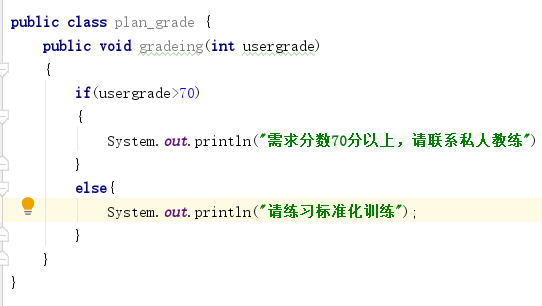 public class plan_grade {
public void gradeing(int usergrade)
{
if(usergrade>70)
{
System.out.println("需求分数70分以上，请联系私人教练")
}
else{
System.out.println("请练习标准化训练");
}
}
}